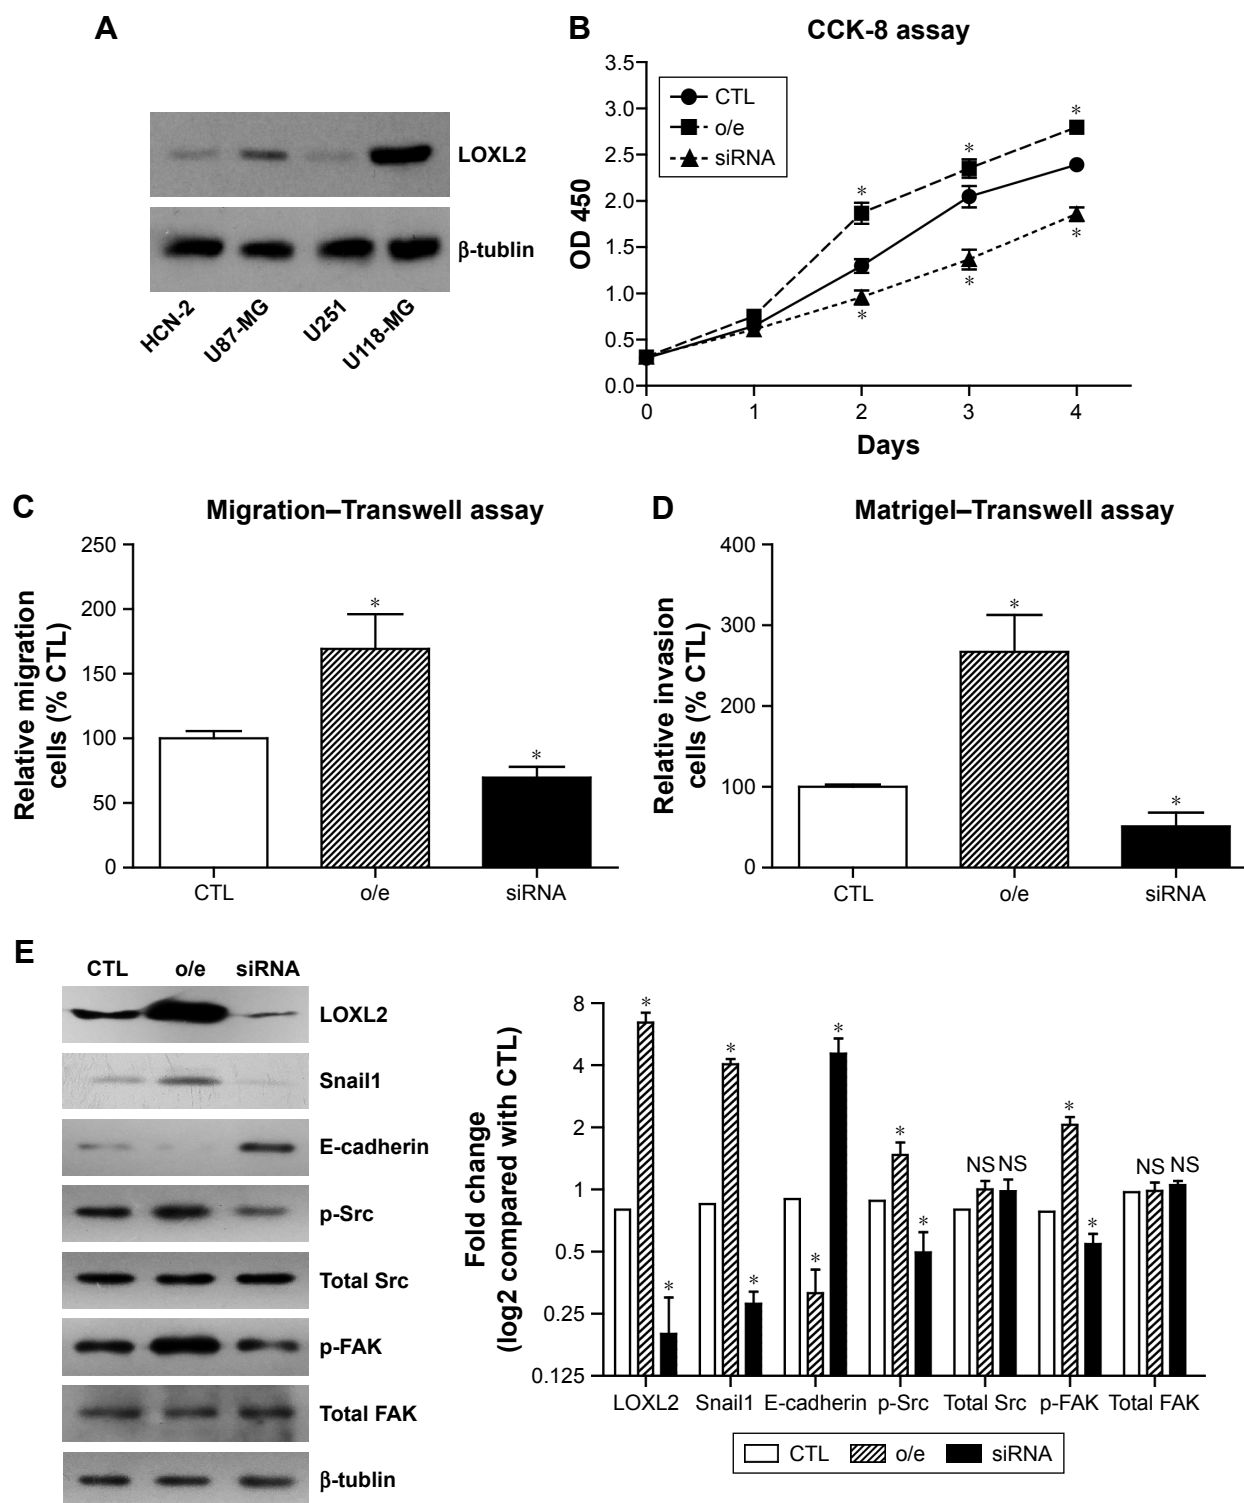 A
LOXL2
β-tublin
HCN-2
U87-MG
U251
U118-MG
B
CCK-8 assay
3.5
3.0
2.5
2.0
1.5
1.0
0.5
0.0
OD 450
CTL
o/e
siRNA
*
*
*
*
*
*
0
1
2
3
4
Days
C
Migration–Transwell assay
Relative migration
cells (% CTL)
250
200
150
100
50
0
*
*
CTL
o/e
siRNA
D
Matrigel–Transwell assay
Relative invasion
cells (% CTL)
400
300
200
100
0
*
*
CTL
o/e
siRNA
E
CTL
o/e
siRNA
LOXL2
Snail1
E-cadherin
p-Src
Total Src
p-FAK
Total FAK
β-tublin
Fold change
(log2 compared with CTL)
8
4
2
1
0.5
0.25
0.125
*
*
*
*
*
*
*
*
NS
NS
*
*
NS
NS
LOXL2
Snail1
E-cadherin
p-Src
Total Src
p-FAK
Total FAK
CTL
o/e
siRNA